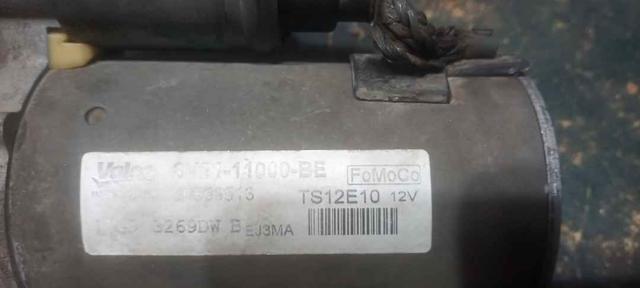 Valeo -11000-BE FoMoCo
TS12E10 12V
3269DW B EJ3MA